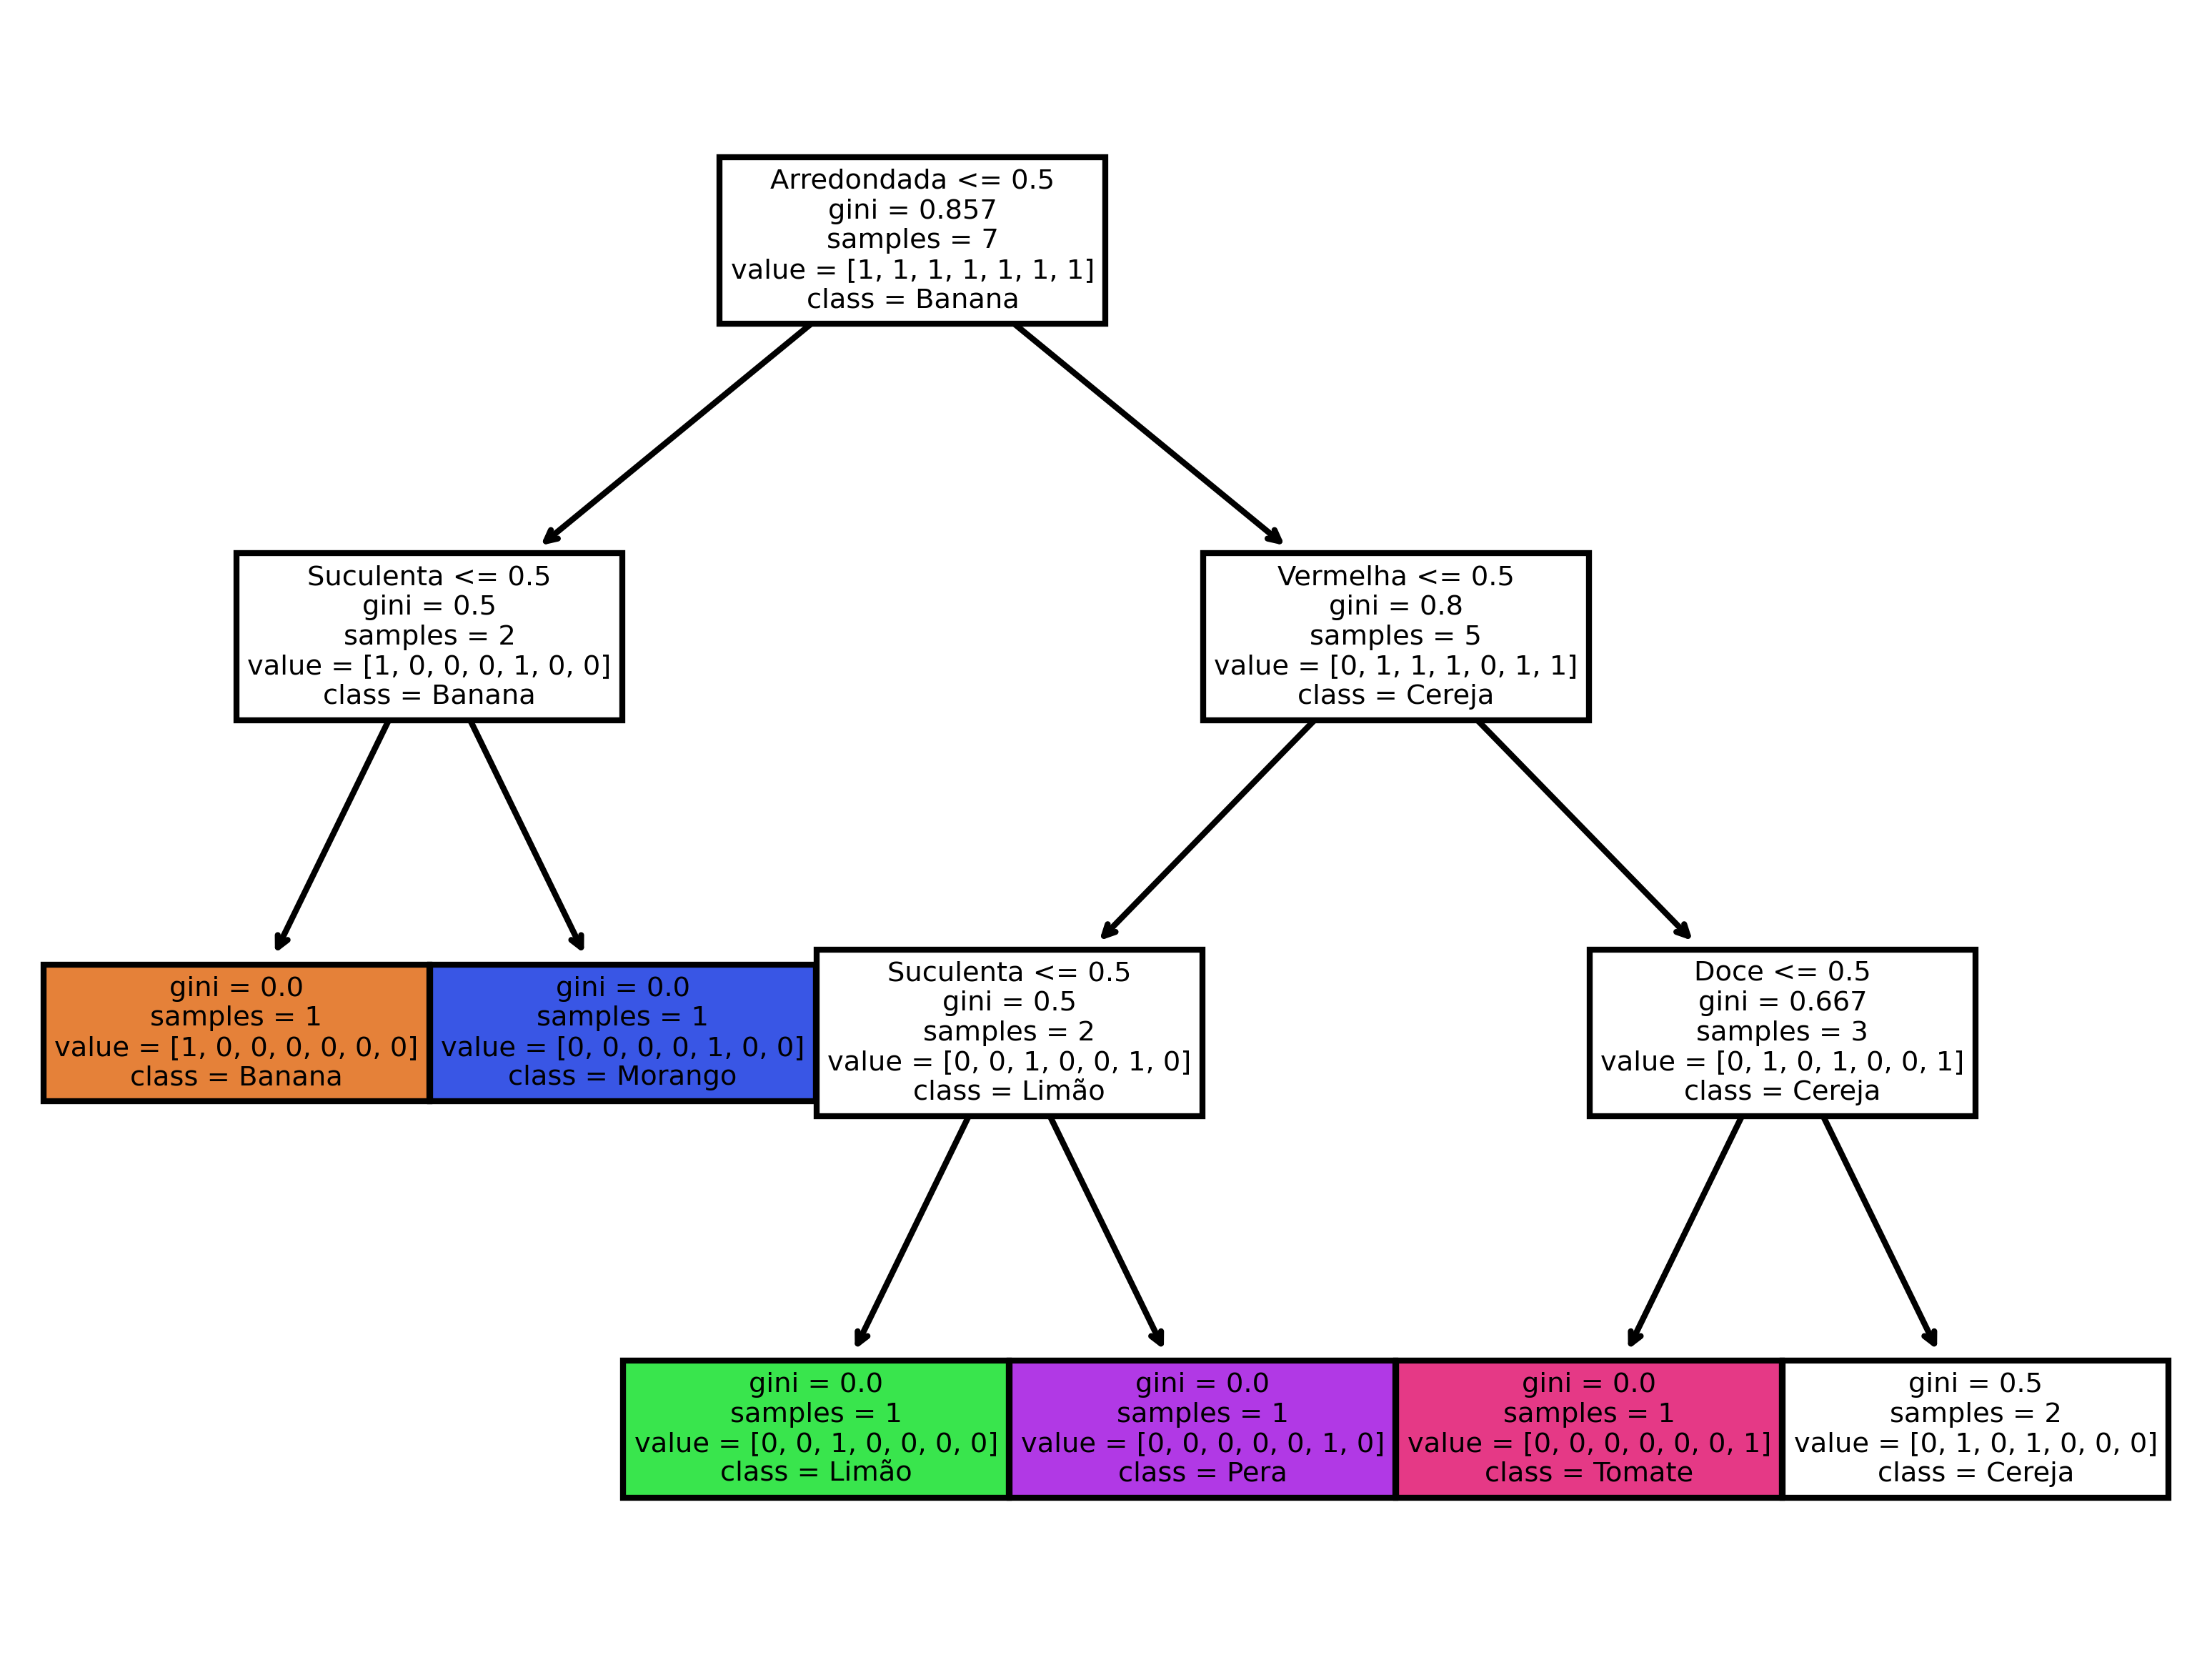 Arredondada <= 0.5
gini = 0.857
samples = 7
value = [1, 1, 1, 1, 1, 1, 1]
class = Banana
Suculenta <= 0.5
gini = 0.5
samples = 2
value = [1, 0, 0, 0, 1, 0, 0]
class = Banana
Vermelha <= 0.5
gini = 0.8
samples = 5
value = [0, 1, 1, 1, 0, 1, 1]
class = Cereja
gini = 0.0
samples = 1
value = [1, 0, 0, 0, 0, 0, 0]
class = Banana
gini = 0.0
samples = 1
value = [0, 0, 0, 0, 1, 0, 0]
class = Morango
Suculenta <= 0.5
gini = 0.5
samples = 2
value = [0, 0, 1, 0, 0, 1, 0]
class = Limão
Doce <= 0.5
gini = 0.667
samples = 3
value = [0, 1, 0, 1, 0, 0, 1]
class = Cereja
gini = 0.0
samples = 1
value = [0, 0, 1, 0, 0, 0, 0]
class = Limão
gini = 0.0
samples = 1
value = [0, 0, 0, 0, 0, 1, 0]
class = Pera
gini = 0.0
samples = 1
value = [0, 0, 0, 0, 0, 0, 1]
class = Tomate
gini = 0.5
samples = 2
value = [0, 1, 0, 1, 0, 0, 0]
class = Cereja